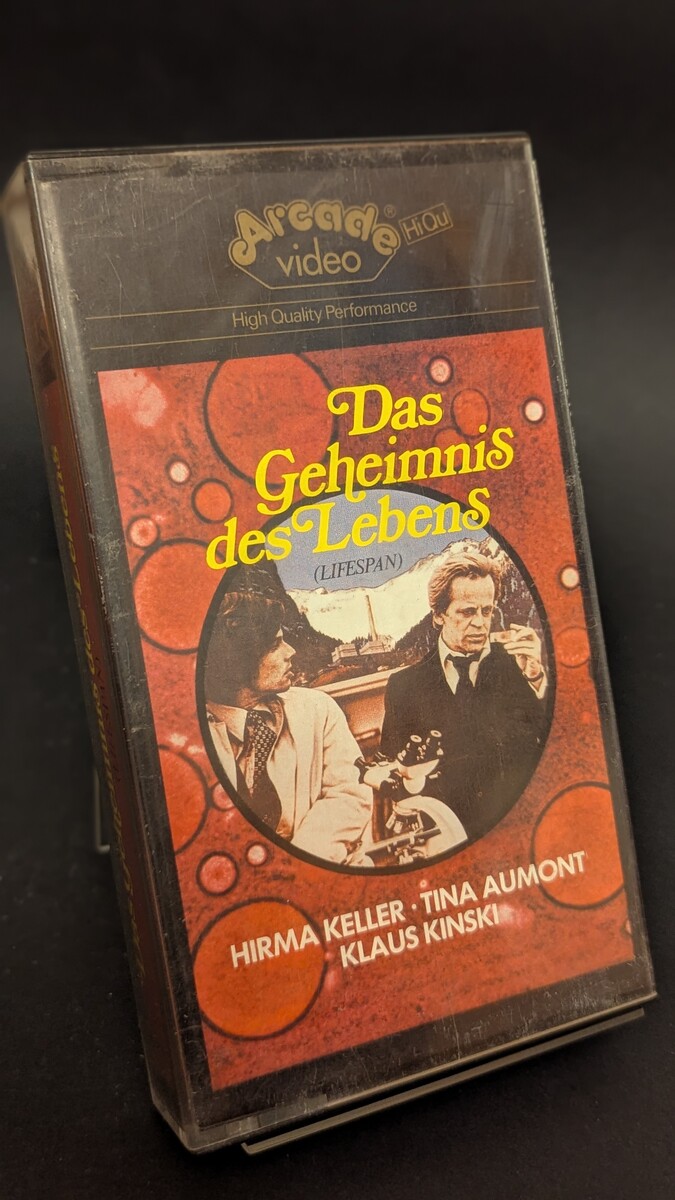 Arcade®
video
HiQu
High Quality Performance
Das
Geheimnis
des Lebens
(LIFESPAN)
HIRMA KELLER · TINA AUMONT
KLAUS KINSKI